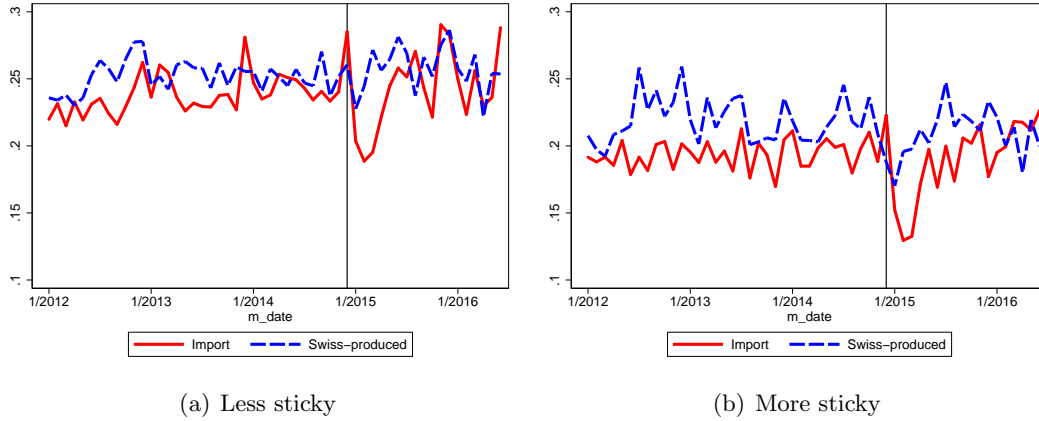 .3
.25
.2
.15
.1
1/2012 1/2013 1/2014 1/2015 1/2016
m_date
Import Swiss−produced
(a) Less sticky
.3
.25
.2
.15
.1
1/2012 1/2013 1/2014 1/2015 1/2016
m_date
Import Swiss−produced
(b) More sticky